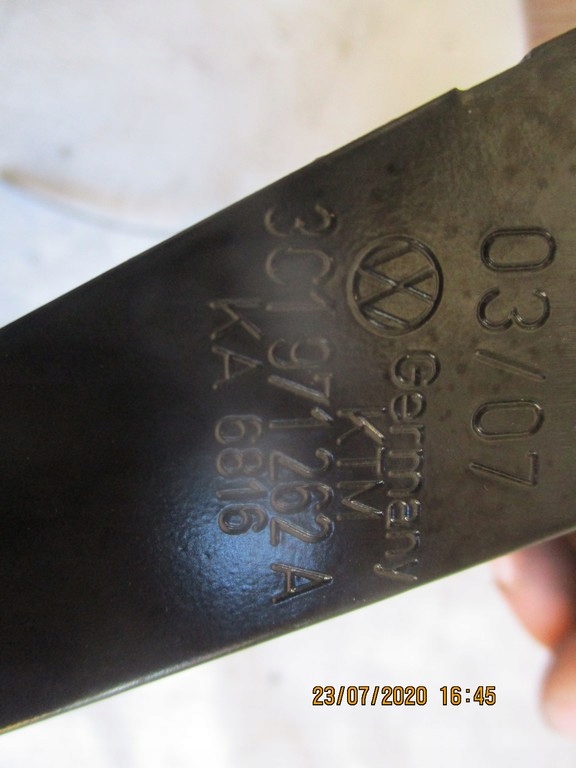 03/07
Germany
KTM
3C1 971 262 A
KA 6816
23/07/2020 16:45